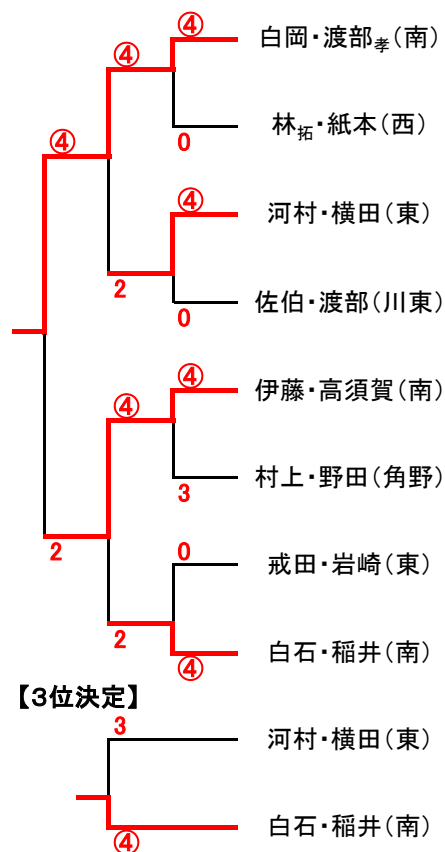 ④
白岡・渡部孝(南)
④
④
林拓・紙本(西)
0
④
河村・横田(東)
2
佐伯・渡部(川東)
0
④
伊藤・高須賀(南)
④
村上・野田(角野)
3
2
0
戒田・岩崎(東)
2
白石・稲井(南)
④
【3位決定】
3
河村・横田(東)
白石・稲井(南)
④